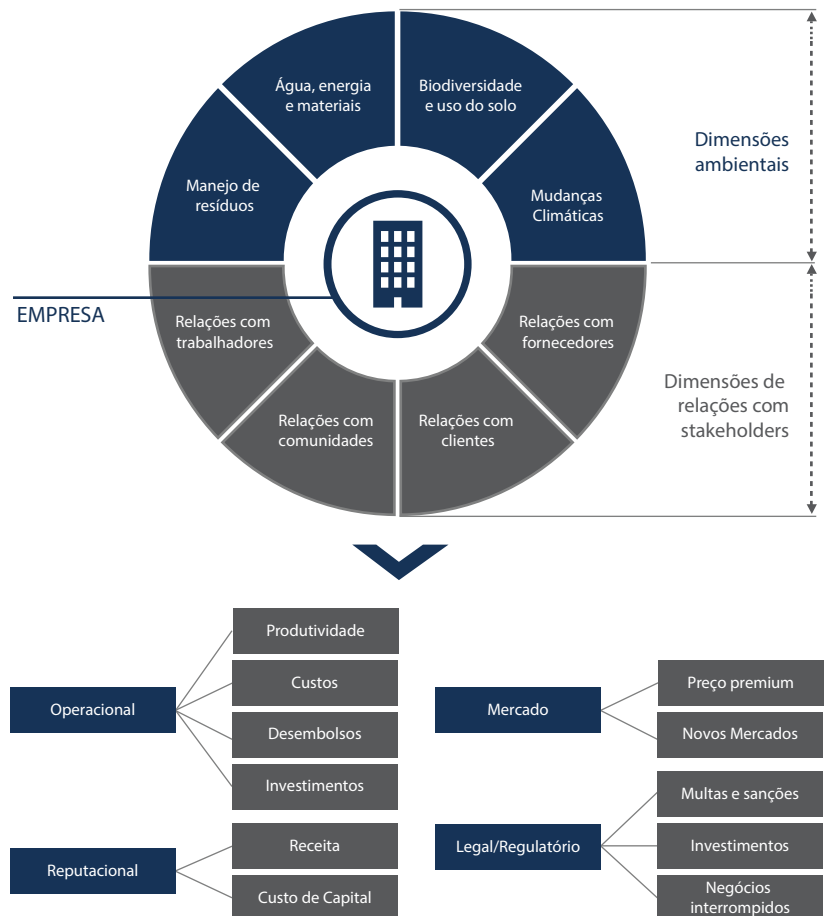 Água, energia
e materiais
Biodiversidade
e uso do solo
Manejo de
resíduos
Mudanças
Climáticas
Dimensões
ambientais
EMPRESA
Relações com
trabalhadores
Relações com
fornecedores
Relações com
comunidades
Relações com
clientes
Dimensões de
relações com
stakeholders
Operacional
Produtividade
Custos
Desembolsos
Investimentos
Reputacional
Receita
Custo de Capital
Mercado
Preço premium
Novos Mercados
Legal/Regulatório
Multas e sanções
Investimentos
Negócios
interrompidos